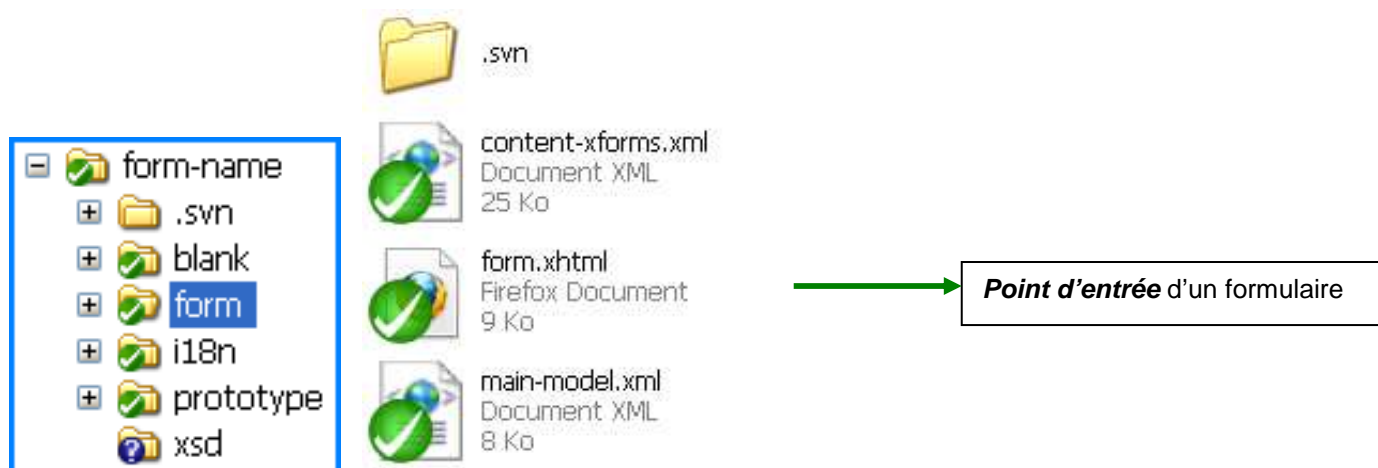 form-name
.svn
blank
form
i18n
prototype
xsd
.svn
content-xforms.xml
Document XML
25 Ko
form.xhtml
Firefox Document
9 Ko
main-model.xml
Document XML
8 Ko
Point d’entrée d’un formulaire